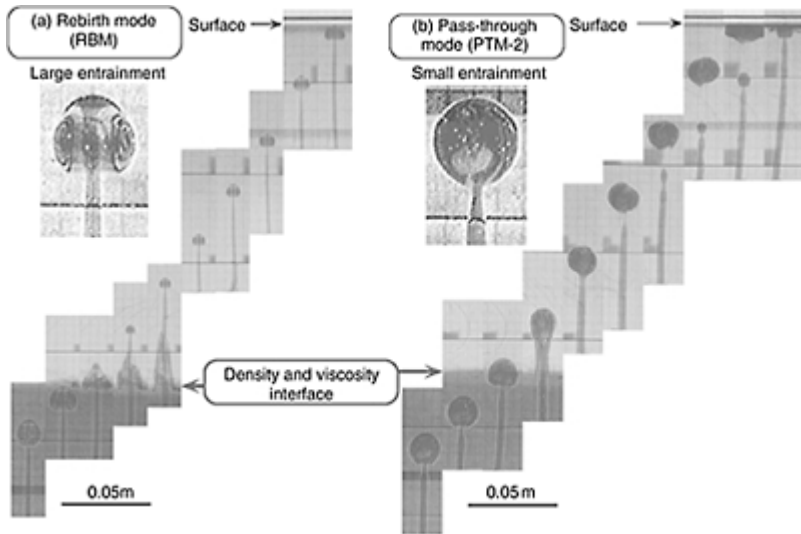 (a) Rebirth mode
(RBM)
Surface
Large entrainment
(b) Pass-through
mode (PTM-2)
Surface
Small entrainment
Density and viscosity
interface
0.05m
0.05m